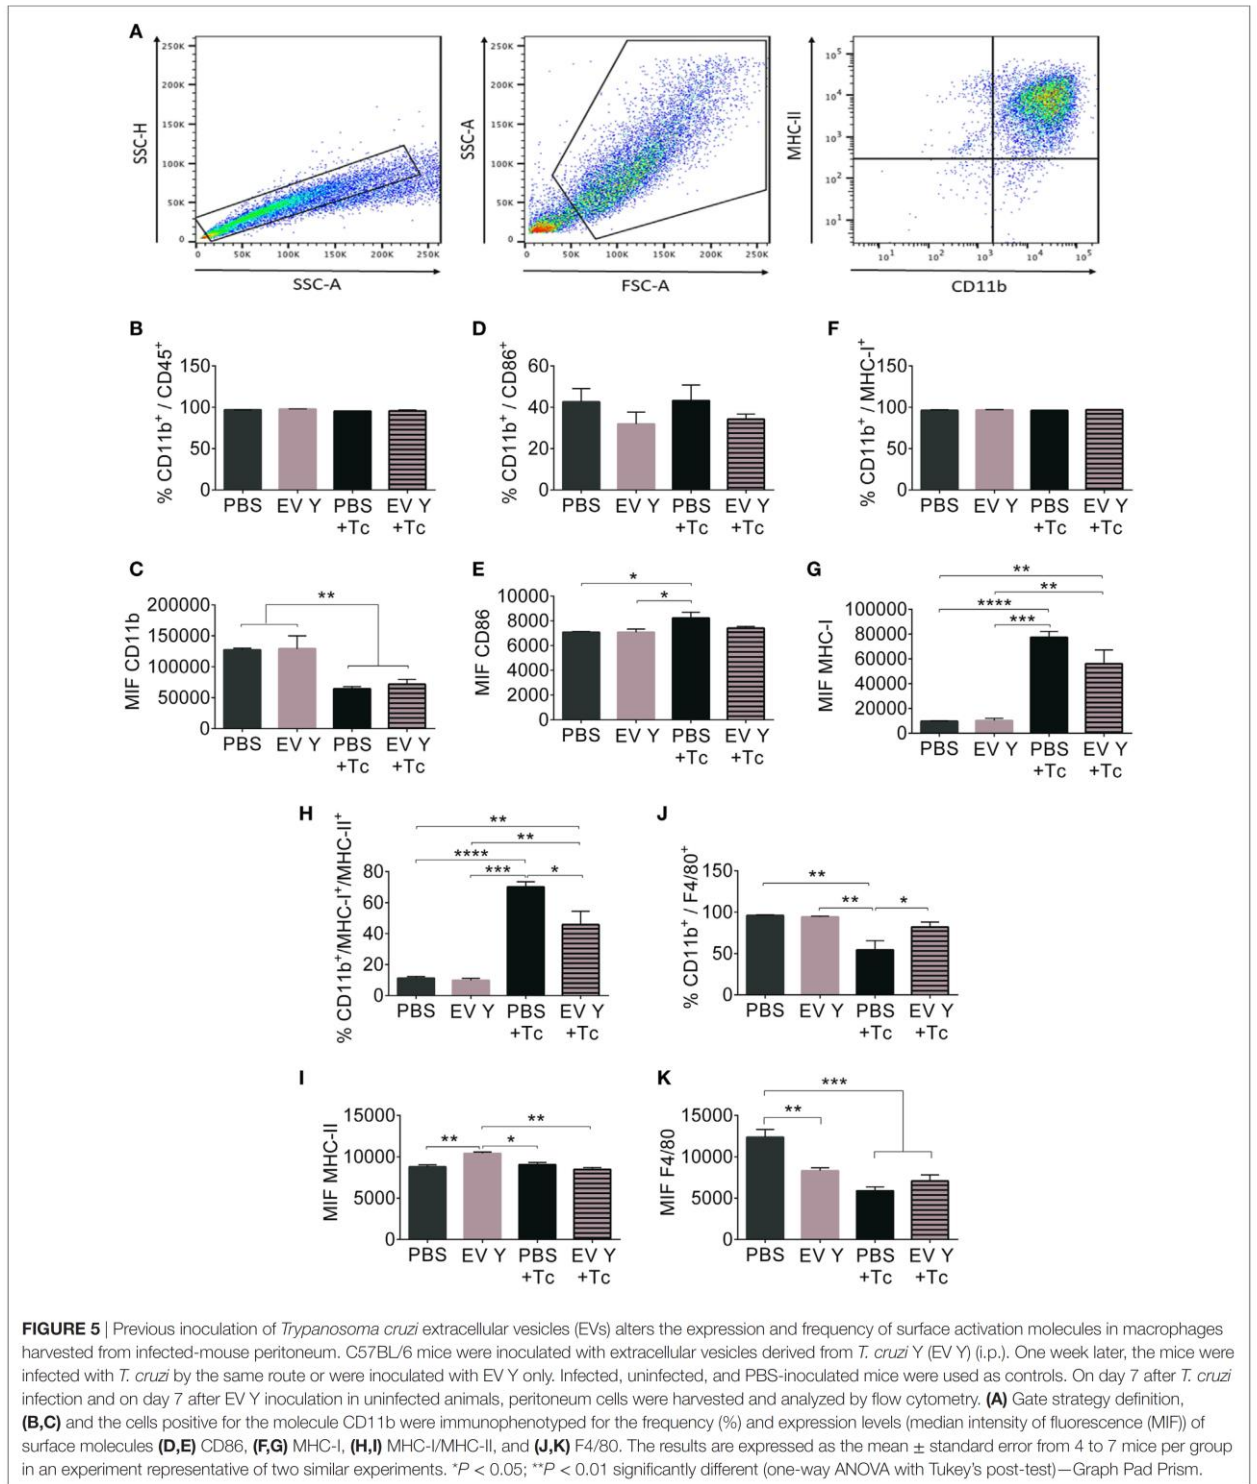 A
SSC-H
250K
200K
150K
100K
50K
0
0 50K 100K 150K 200K 250K
SSC-A
SSC-A
250K
200K
150K
100K
50K
0
0 50K 100K 150K 200K 250K
FSC-A
MHC-II
10⁵
10⁴
10³
10²
10¹
10¹ 10² 10³ 10⁴ 10⁵
CD11b
B
% CD11b⁺ / CD45⁺
150
100
50
0
PBS EV Y PBS +Tc EV Y +Tc
D
% CD11b⁺ / CD86⁺
60
40
20
0
PBS EV Y PBS +Tc EV Y +Tc
F
% CD11b⁺ / MHC-I⁺
150
100
50
0
PBS EV Y PBS +Tc EV Y +Tc
C
MIF CD11b
200000
150000
100000
50000
0
**
PBS EV Y PBS +Tc EV Y +Tc
E
MIF CD86
10000
8000
6000
4000
2000
0
*
*
PBS EV Y PBS +Tc EV Y +Tc
G
MIF MHC-I
100000
80000
60000
40000
20000
0
**
**
****
***
PBS EV Y PBS +Tc EV Y +Tc
H
% CD11b⁺/MHC-I⁺/MHC-II⁺
80
60
40
20
0
**
**
****
*** *
PBS EV Y PBS +Tc EV Y +Tc
J
% CD11b⁺ / F4/80⁺
150
100
50
0
**
** *
PBS EV Y PBS +Tc EV Y +Tc
I
MIF MHC-II
15000
10000
5000
0
**
** *
PBS EV Y PBS +Tc EV Y +Tc
K
MIF F4/80
15000
10000
5000
0
***
**
PBS EV Y PBS +Tc EV Y +Tc
FIGURE 5 | Previous inoculation of Trypanosoma cruzi extracellular vesicles (EVs) alters the expression and frequency of surface activation molecules in macrophages
harvested from infected-mouse peritoneum. C57BL/6 mice were inoculated with extracellular vesicles derived from T. cruzi Y (EV Y) (i.p.). One week later, the mice were
infected with T. cruzi by the same route or were inoculated with EV Y only. Infected, uninfected, and PBS-inoculated mice were used as controls. On day 7 after T. cruzi
infection and on day 7 after EV Y inoculation in uninfected animals, peritoneum cells were harvested and analyzed by flow cytometry. (A) Gate strategy definition,
(B,C) and the cells positive for the molecule CD11b were immunophenotyped for the frequency (%) and expression levels (median intensity of fluorescence (MIF)) of
surface molecules (D,E) CD86, (F,G) MHC-I, (H,I) MHC-I/MHC-II, and (J,K) F4/80. The results are expressed as the mean ± standard error from 4 to 7 mice per group
in an experiment representative of two similar experiments. *P < 0.05; **P < 0.01 significantly different (one-way ANOVA with Tukey's post-test)—Graph Pad Prism.